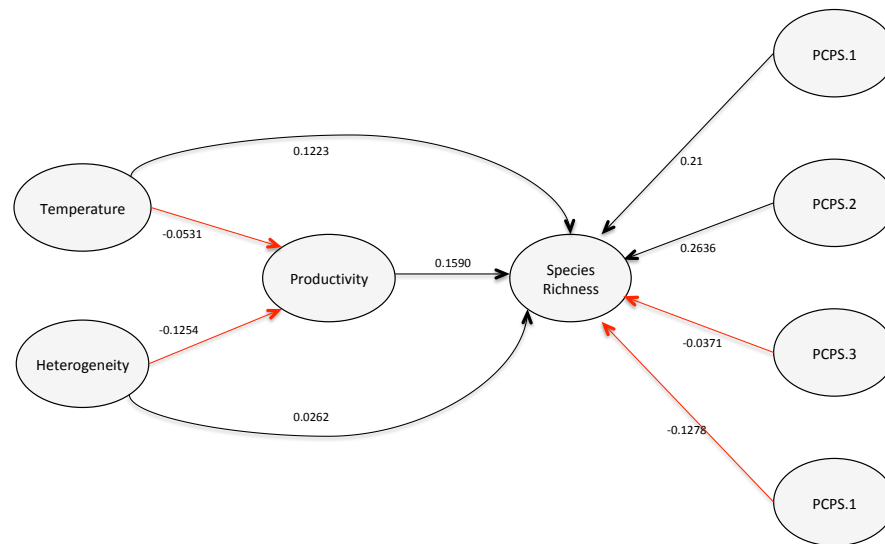 PCPS.1
0.1223
0.21
Temperature
PCPS.2
-0.0531
0.2636
Productivity
0.1590
Species
Richness
-0.1254
-0.0371
Heterogeneity
PCPS.3
0.0262
-0.1278
PCPS.1